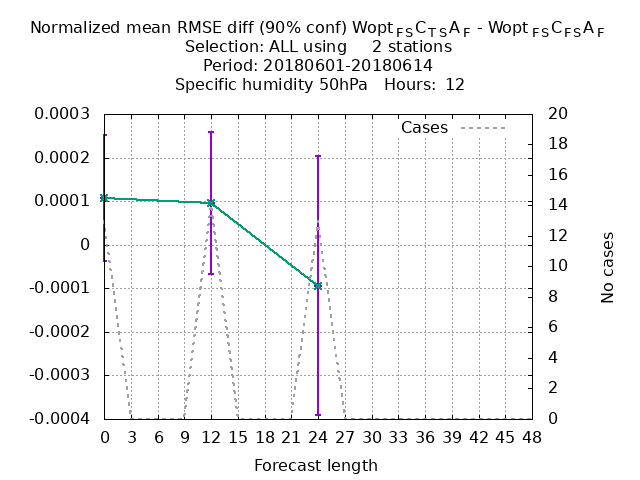 Normalized mean RMSE diff (90% conf) Wopt FS C TS A F - Wopt FS C FS A F
Selection: ALL using 2 stations
Period: 20180601-20180614
Specific humidity 50hPa Hours: 12
Cases
0.0003
0.0002
0.0001
0
-0.0001
-0.0002
-0.0003
-0.0004
20
18
16
14
12
10
8
6
4
2
0
No cases
0 3 6 9 12 15 18 21 24 27 30 33 36 39 42 45 48
Forecast length